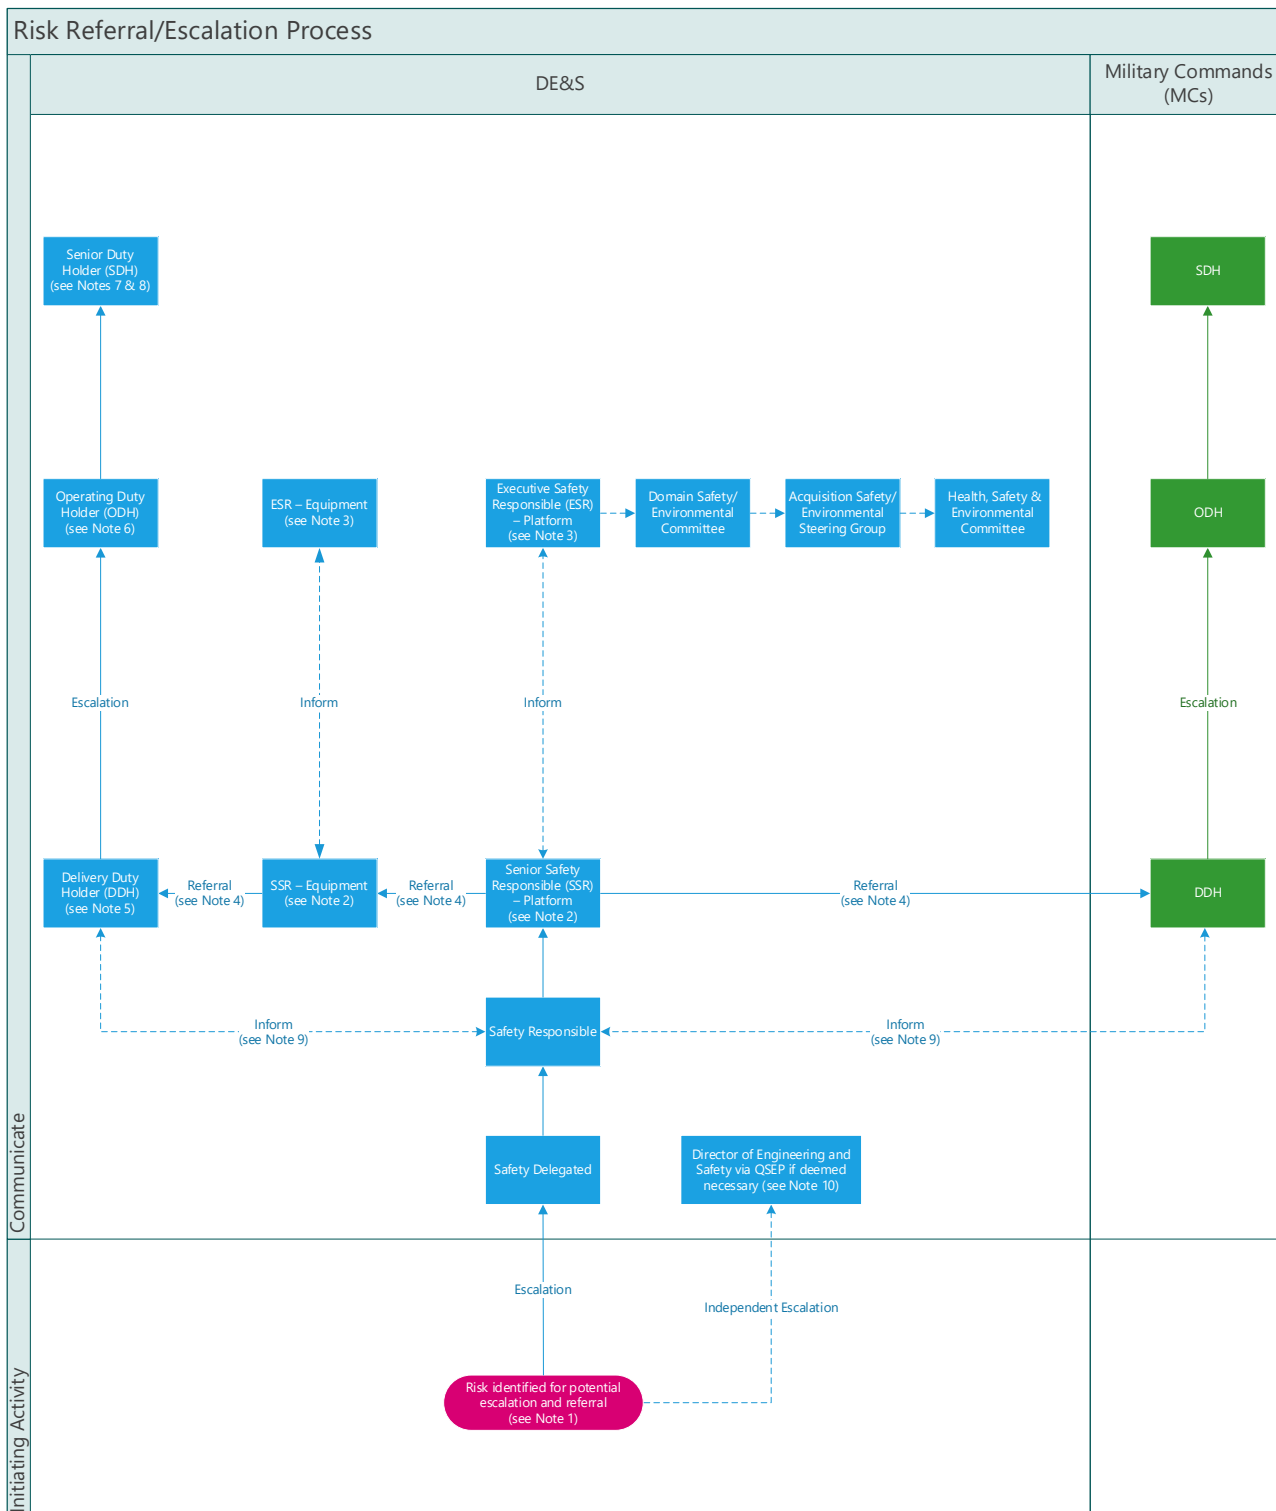 Risk Referral/Escalation Process
DE&S
Military Commands
(MCs)
Senior Duty
Holder (SDH)
(see Notes 7 & 8)
SDH
Operating Duty
Holder (ODH)
(see Note 6)
ESR – Equipment
(see Note 3)
Executive Safety
Responsible (ESR)
– Platform
(see Note 3)
Domain Safety/
Environmental
Committee
Acquisition Safety/
Environmental
Steering Group
Health, Safety &
Environmental
Committee
ODH
Escalation
Inform
Inform
Escalation
Delivery Duty
Holder (DDH)
(see Note 5)
Referral
(see Note 4)
SSR – Equipment
(see Note 2)
Referral
(see Note 4)
Senior Safety
Responsible (SSR)
– Platform
(see Note 2)
Referral
(see Note 4)
DDH
Inform
(see Note 9)
Safety Responsible
Inform
(see Note 9)
Safety Delegated
Director of Engineering and
Safety via QSEP if deemed
necessary (see Note 10)
Communicate
Escalation
Independent Escalation
Risk identified for potential
escalation and referral
(see Note 1)
Initiating Activity